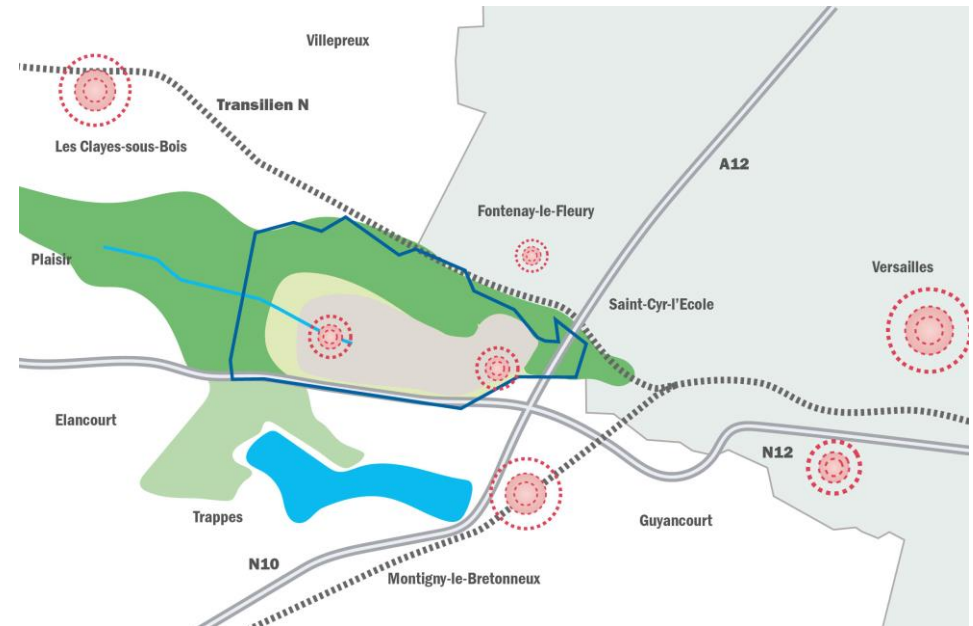 Villepreux
Transilien N
Les Clayes-sous-Bois
A12
Fontenay-le-Fleury
Plaisir
Versailles
Saint-Cyr-l'Ecole
Elancourt
N12
Trappes
Guyancourt
N10
Montigny-le-Bretonneux